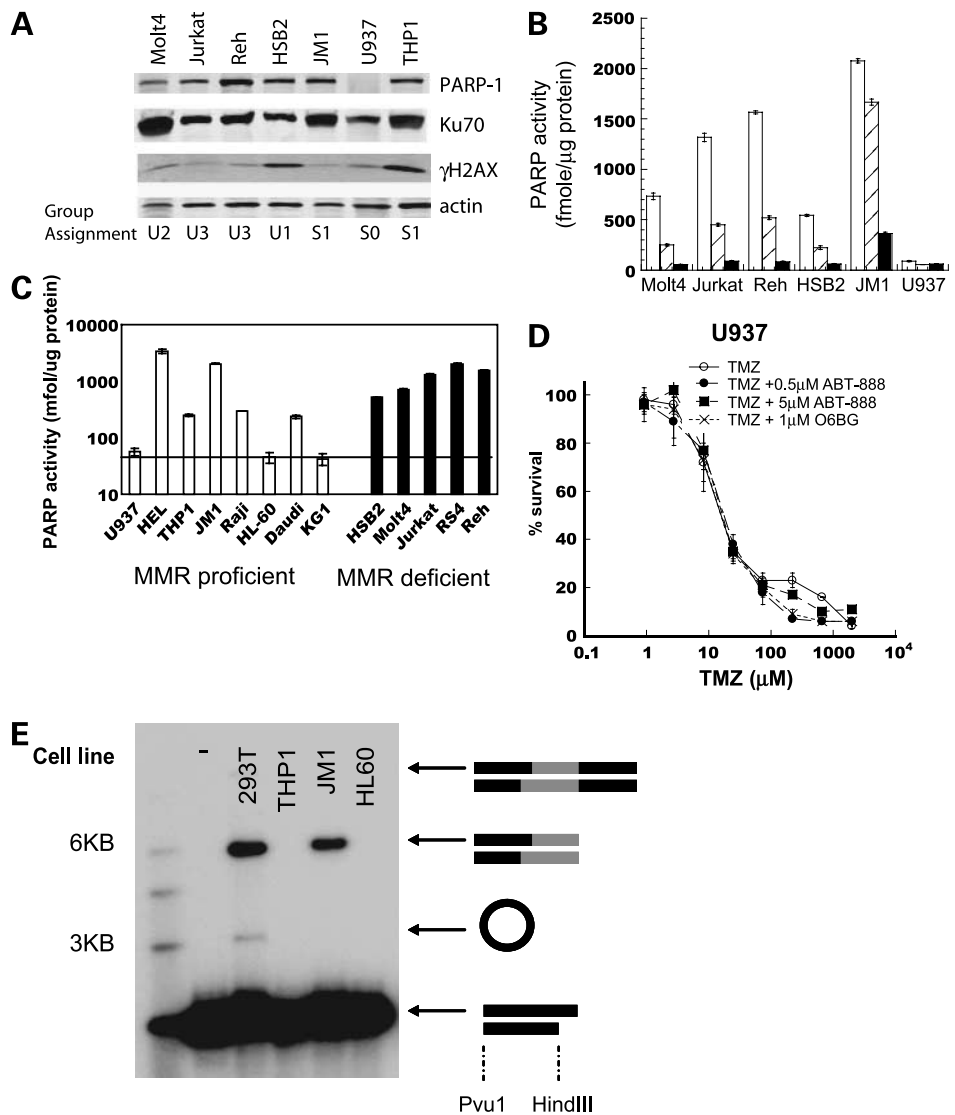 A
Molt4 Jurkat Reh HSB2 JM1 U937 THP1
PARP-1
Ku70
γH2AX
actin
Group
Assignment U2 U3 U3 U1 S1 S0 S1
B
PARP activity
(fmole/µg protein)
2500
2000
1500
1000
500
0
Molt4 Jurkat Reh HSB2 JM1 U937
C
PARP activity (mfol/ug protein)
10000
1000
100
10
U937 HEL THP1 JM1 Raji HL-60 Daudi KG1 HSB2 Molt4 Jurkat RS4 Reh
MMR proficient MMR deficient
D
U937
TMZ
TMZ +0.5µM ABT-888
TMZ + 5µM ABT-888
TMZ + 1µM O6BG
% survival
100
80
60
40
20
0
0.1 1 10 100 1000 10⁴
TMZ (µM)
E
Cell line - 293T THP1 JM1 HL60
6KB
3KB
Pvu1 HindIII